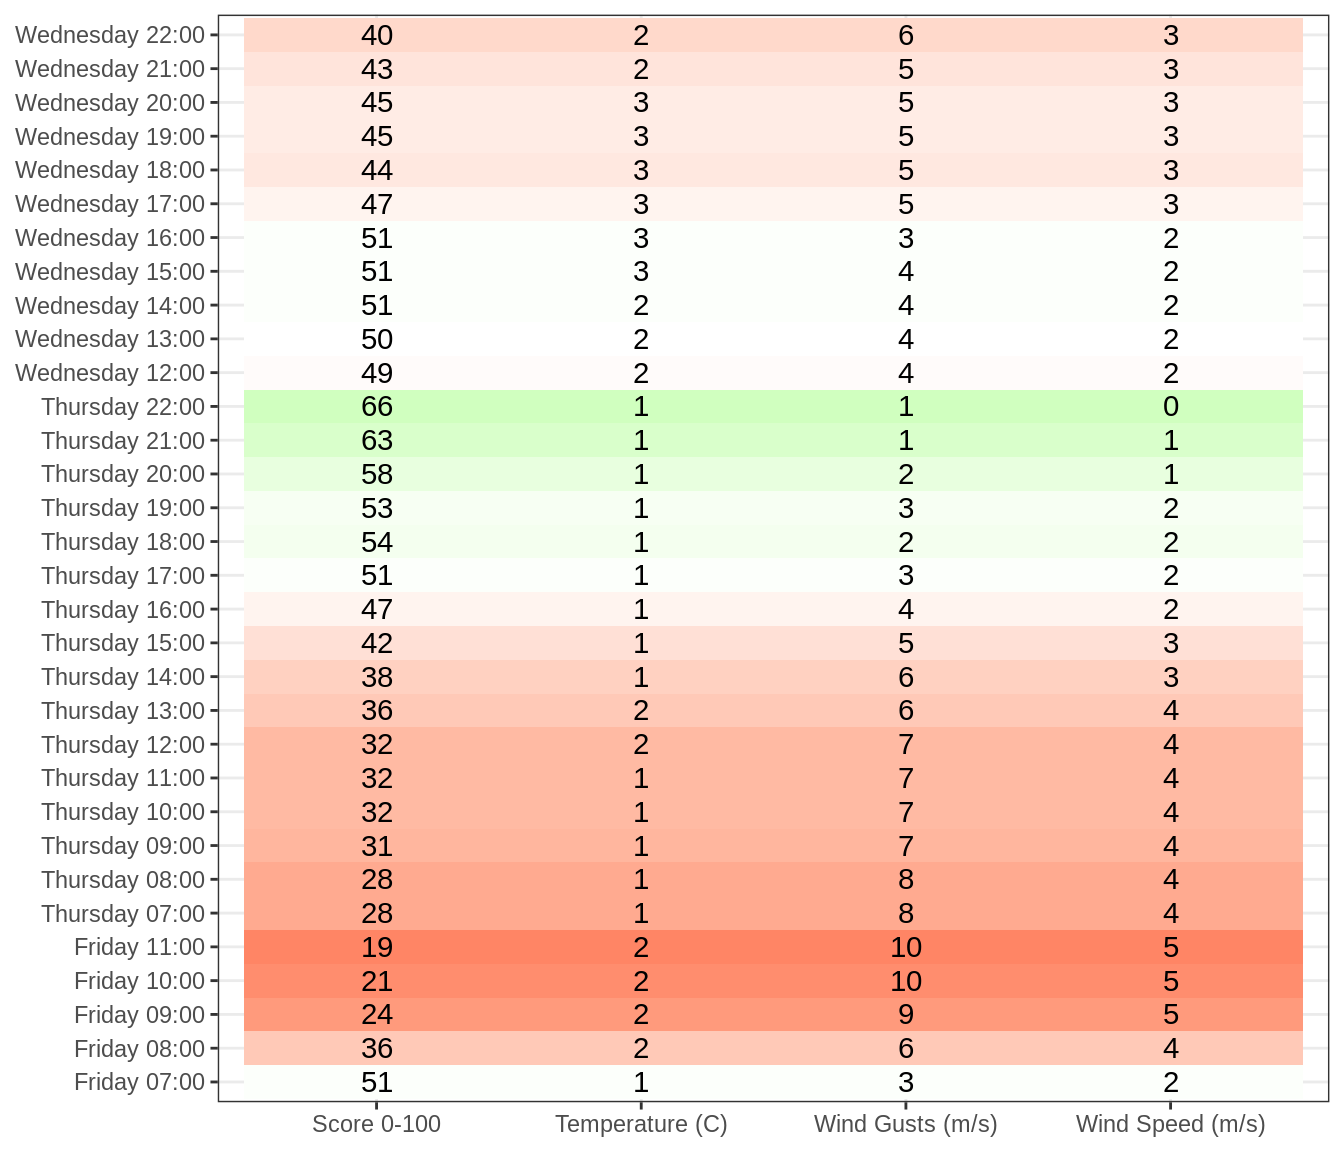 Wednesday 22:00 40 2 6 3
Wednesday 21:00 43 2 5 3
Wednesday 20:00 45 3 5 3
Wednesday 19:00 45 3 5 3
Wednesday 18:00 44 3 5 3
Wednesday 17:00 47 3 5 3
Wednesday 16:00 51 3 3 2
Wednesday 15:00 51 3 4 2
Wednesday 14:00 51 2 4 2
Wednesday 13:00 50 2 4 2
Wednesday 12:00 49 2 4 2
Thursday 22:00 66 1 1 0
Thursday 21:00 63 1 1 1
Thursday 20:00 58 1 2 1
Thursday 19:00 53 1 3 2
Thursday 18:00 54 1 2 2
Thursday 17:00 51 1 3 2
Thursday 16:00 47 1 4 2
Thursday 15:00 42 1 5 3
Thursday 14:00 38 1 6 3
Thursday 13:00 36 2 6 4
Thursday 12:00 32 2 7 4
Thursday 11:00 32 1 7 4
Thursday 10:00 32 1 7 4
Thursday 09:00 31 1 7 4
Thursday 08:00 28 1 8 4
Thursday 07:00 28 1 8 4
Friday 11:00 19 2 10 5
Friday 10:00 21 2 10 5
Friday 09:00 24 2 9 5
Friday 08:00 36 2 6 4
Friday 07:00 51 1 3 2
Score 0-100 Temperature (C) Wind Gusts (m/s) Wind Speed (m/s)